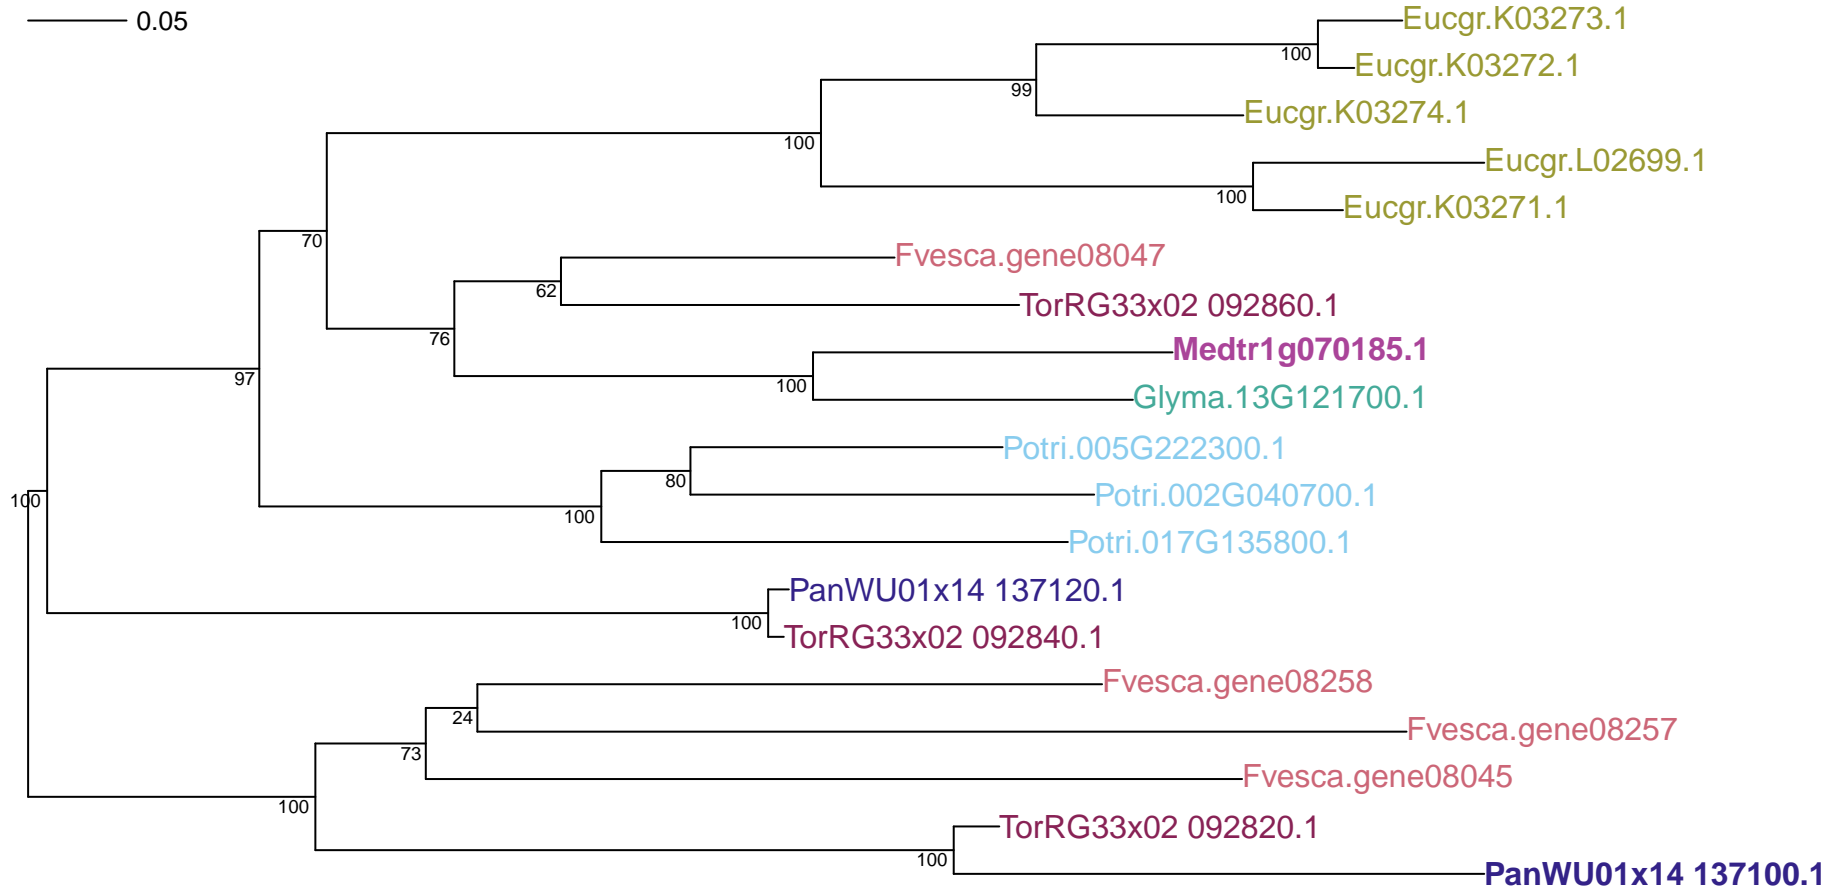 0.05
Eucgr.K03273.1
100
Eucgr.K03272.1
99
Eucgr.K03274.1
100
Eucgr.L02699.1
100
Eucgr.K03271.1
70
Fvesca.gene08047
62
TorRG33x02 092860.1
76
Medtr1g070185.1
100
Glyma.13G121700.1
97
Potri.005G222300.1
80
Potri.002G040700.1
100
100
Potri.017G135800.1
PanWU01x14 137120.1
100
TorRG33x02 092840.1
Fvesca.gene08258
24
Fvesca.gene08257
73
Fvesca.gene08045
100
TorRG33x02 092820.1
100
PanWU01x14 137100.1